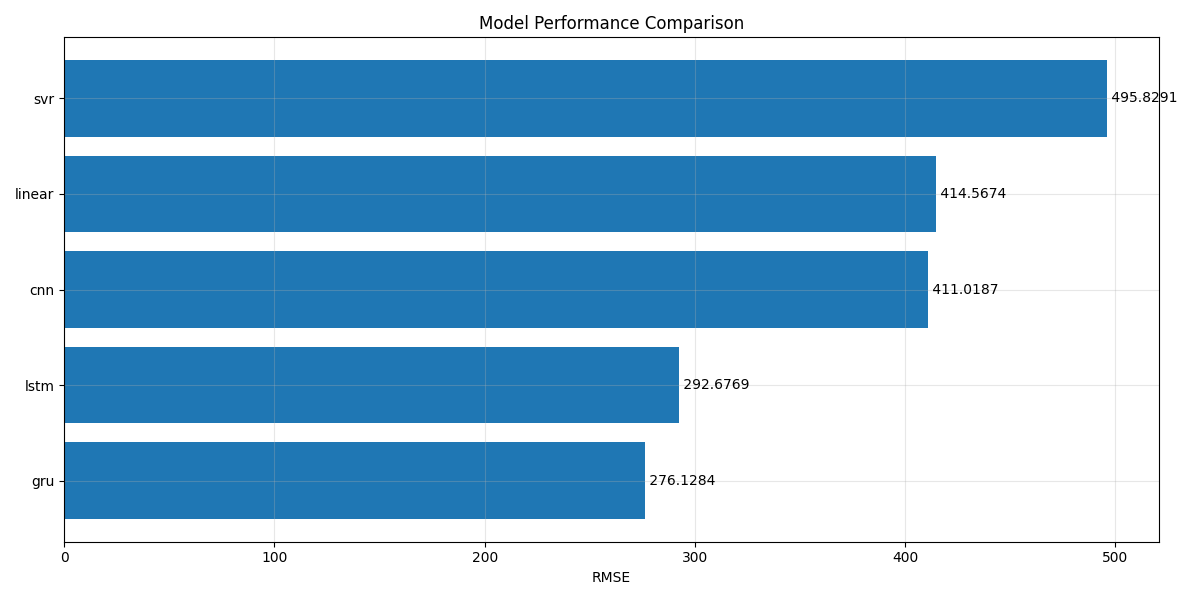 Model Performance Comparison
svr
495.8291
linear
414.5674
cnn
411.0187
lstm
292.6769
gru
276.1284
0 100 200 300 400 500
RMSE